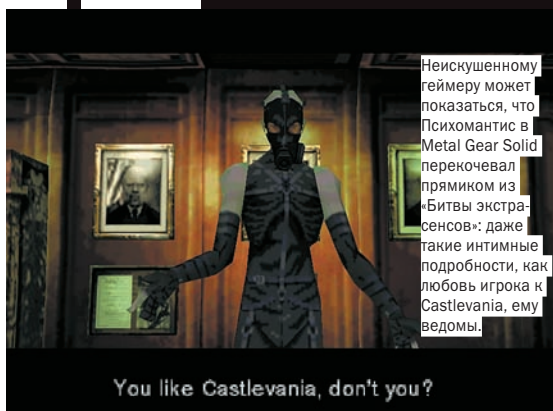 Неискушенному
геймеру может
показаться, что
Психомантис в
Metal Gear Solid
перекочевал
прямиком из
«Битвы экстра-
сенсов»: даже
такие интимные
подробности, как
любовь игрока к
Castlevania, ему
ведомы.
You like Castlevania, don't you?